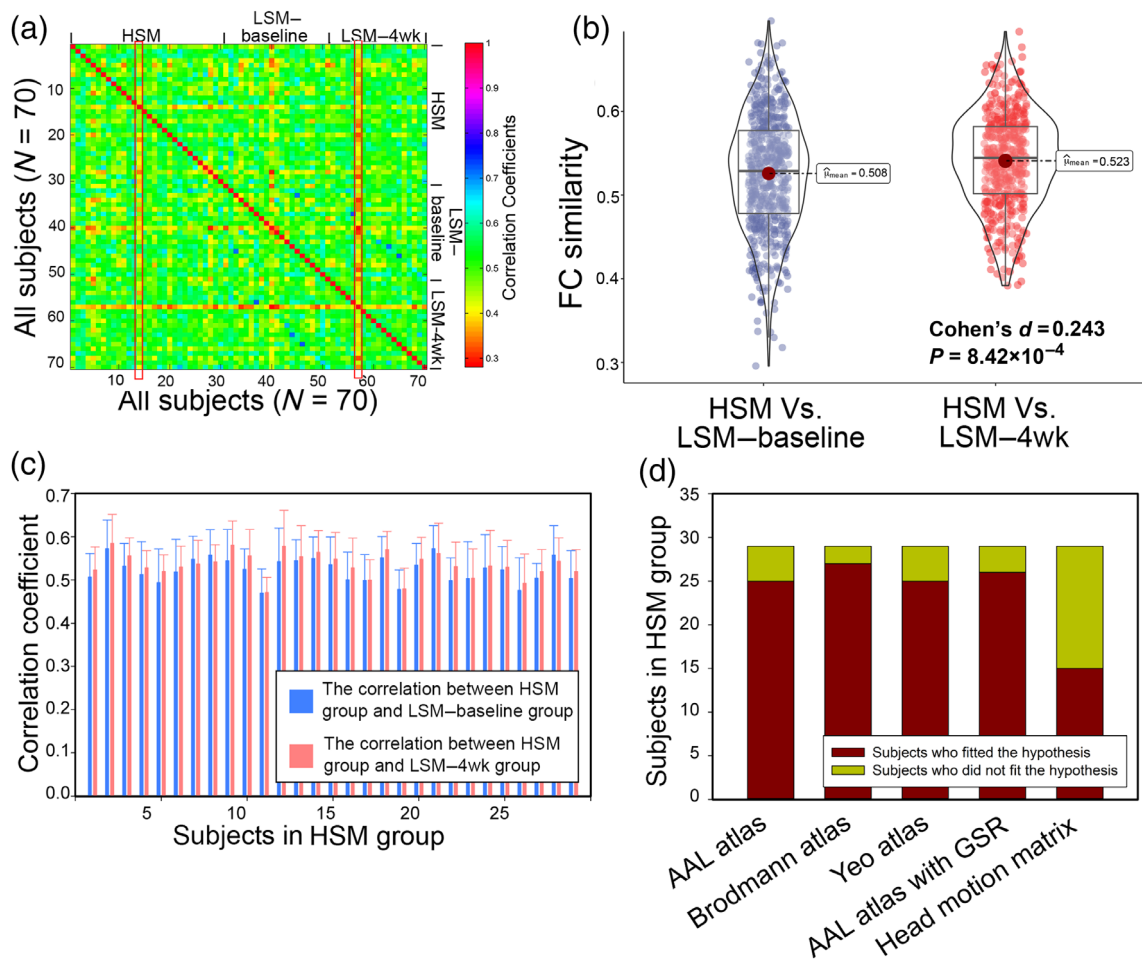 (a)
HSM
LSM–
baseline
LSM–4wk
All subjects (N = 70)
10
20
30
40
50
60
70
HSM
LSM–
baseline
LSM-4wk
10
20
30
40
50
60
70
All subjects (N = 70)
1
0.9
0.8
0.7
0.6
0.5
0.4
0.3
Correlation Coefficients
(b)
FC similarity
0.6
0.5
0.4
0.3
μ̂mean = 0.508
μ̂mean = 0.523
Cohen's d = 0.243
P = 8.42×10−4
HSM Vs.
LSM–baseline
HSM Vs.
LSM–4wk
(c)
Correlation coefficient
0.7
0.6
0.5
0.4
0.3
0.2
0.1
0.0
The correlation between HSM
group and LSM–baseline group
The correlation between HSM
group and LSM–4wk group
5
10
15
20
25
Subjects in HSM group
(d)
Subjects in HSM group
35
30
25
20
15
10
5
0
Subjects who fitted the hypothesis
Subjects who did not fit the hypothesis
AAL atlas
Brodmann atlas
Yeo atlas
AAL atlas with GSR
Head motion matrix